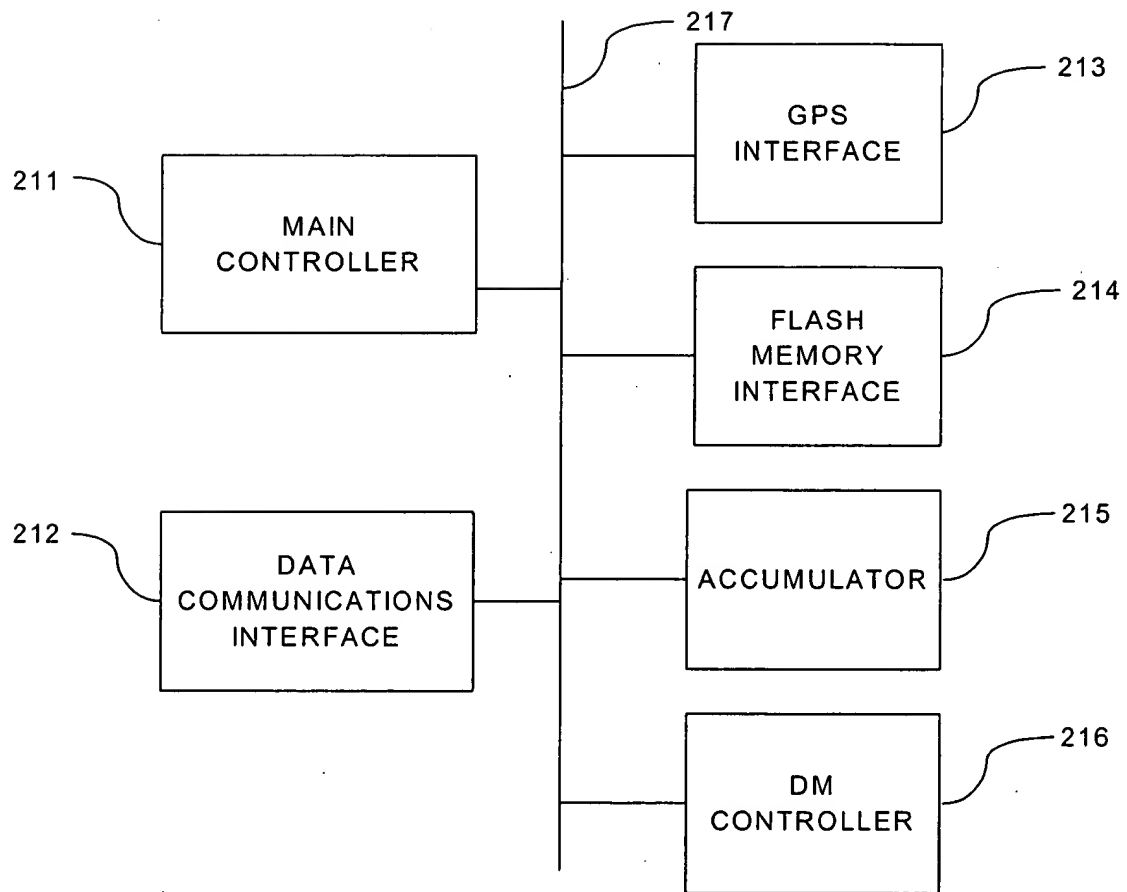 217
213
GPS
INTERFACE
211
MAIN
CONTROLLER
214
FLASH
MEMORY
INTERFACE
212
DATA
COMMUNICATIONS
INTERFACE
215
ACCUMULATOR
216
DM
CONTROLLER